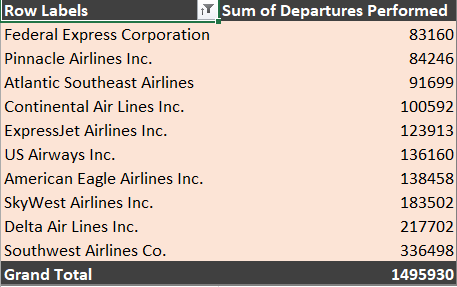 Row Labels Sum of Departures Performed
Federal Express Corporation 83160
Pinnacle Airlines Inc. 84246
Atlantic Southeast Airlines 91699
Continental Air Lines Inc. 100592
ExpressJet Airlines Inc. 123913
US Airways Inc. 136160
American Eagle Airlines Inc. 138458
SkyWest Airlines Inc. 183502
Delta Air Lines Inc. 217702
Southwest Airlines Co. 336498
Grand Total 1495930